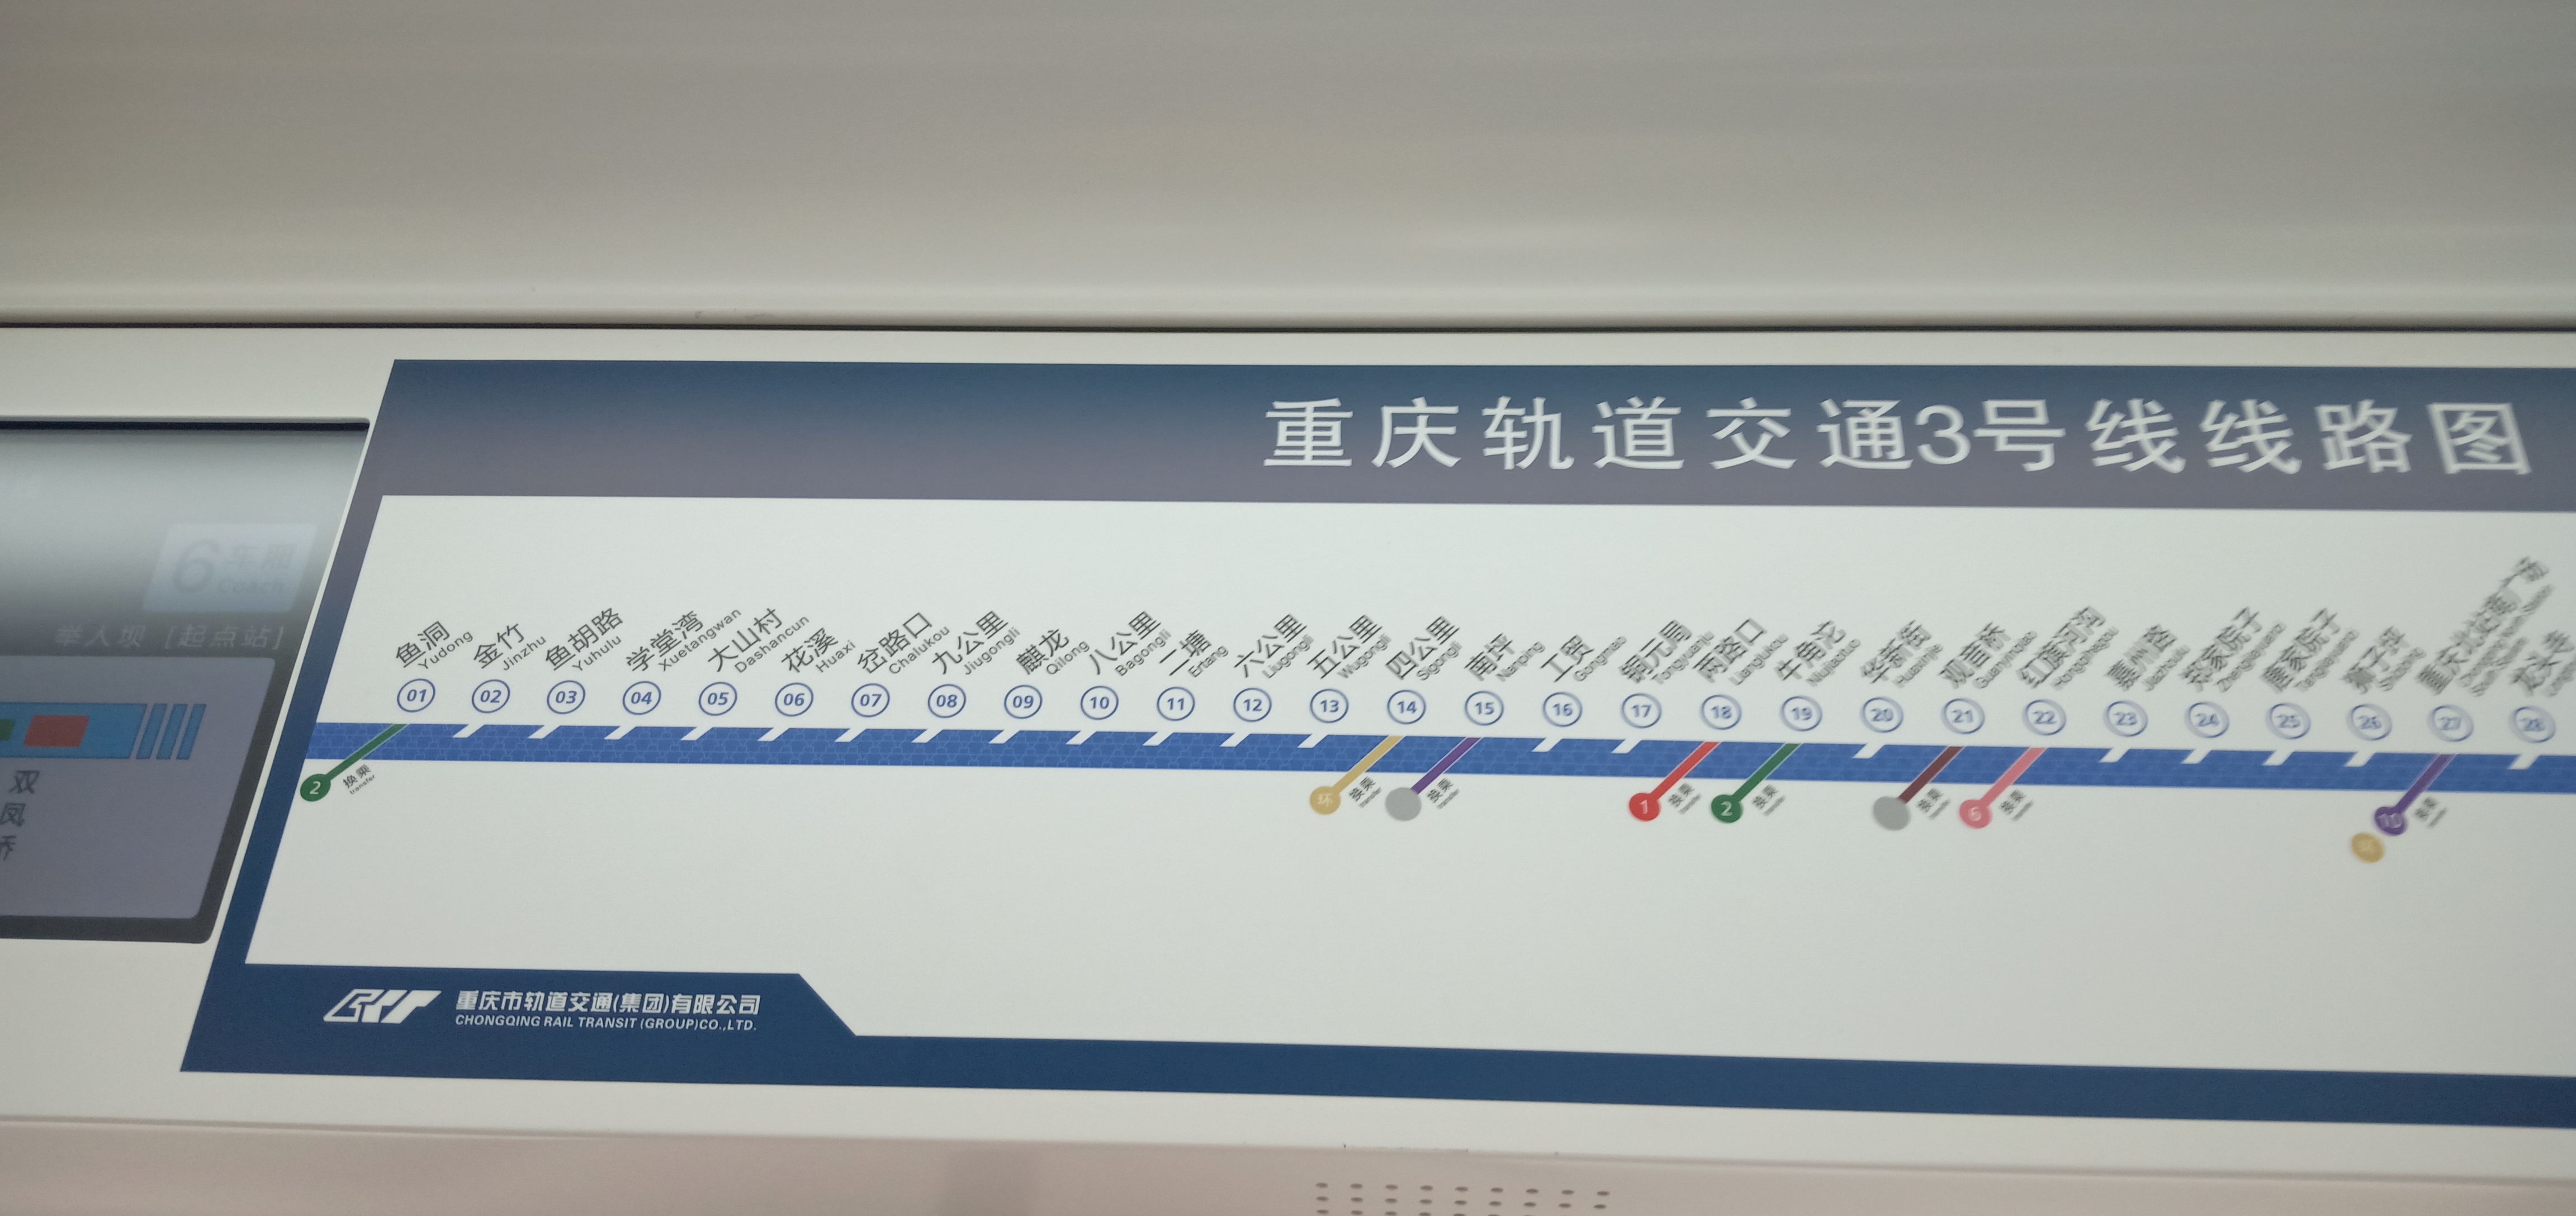 重庆轨道交通3号线线路图
6车厢
Coach
举人坝 [起点站]
双
凤
桥
鱼洞
Yudong
金竹
Jinzhu
鱼胡路
Yuhulu
学堂湾
Xuetangwan
大山村
Dashancun
花溪
Huaxi
岔路口
Chalukou
九公里
Jiugongli
麒龙
Qilong
八公里
Bagongli
二塘
Ertang
六公里
Liugongli
五公里
Wugongli
四公里
Sigongli
南坪
Nanping
工贸
Gongmao
铜元局
Tongyuanju
两路口
Lianglukou
牛角沱
Niujiaotuo
华新街
Huaxinjie
观音桥
Guanyinqiao
红旗河沟
Hongqihegou
嘉州路
Jiazhoulu
郑家院子
Zhengjiayuanzi
唐家院子
Tangjiayuanzi
狮子坪
Shiziping
重庆北站南广场
龙头寺
01 02 03 04 05 06 07 08 09 10 11 12 13 14 15 16 17 18 19 20 21 22 23 24 25 26 27 28
2 换乘
transfer
环 换乘
transfer
换乘
transfer
1 换乘
transfer
2 换乘
transfer
换乘
transfer
6 换乘
transfer
10 换乘
环
CRT 重庆市轨道交通(集团)有限公司
CHONGQING RAIL TRANSIT (GROUP)CO.,LTD.